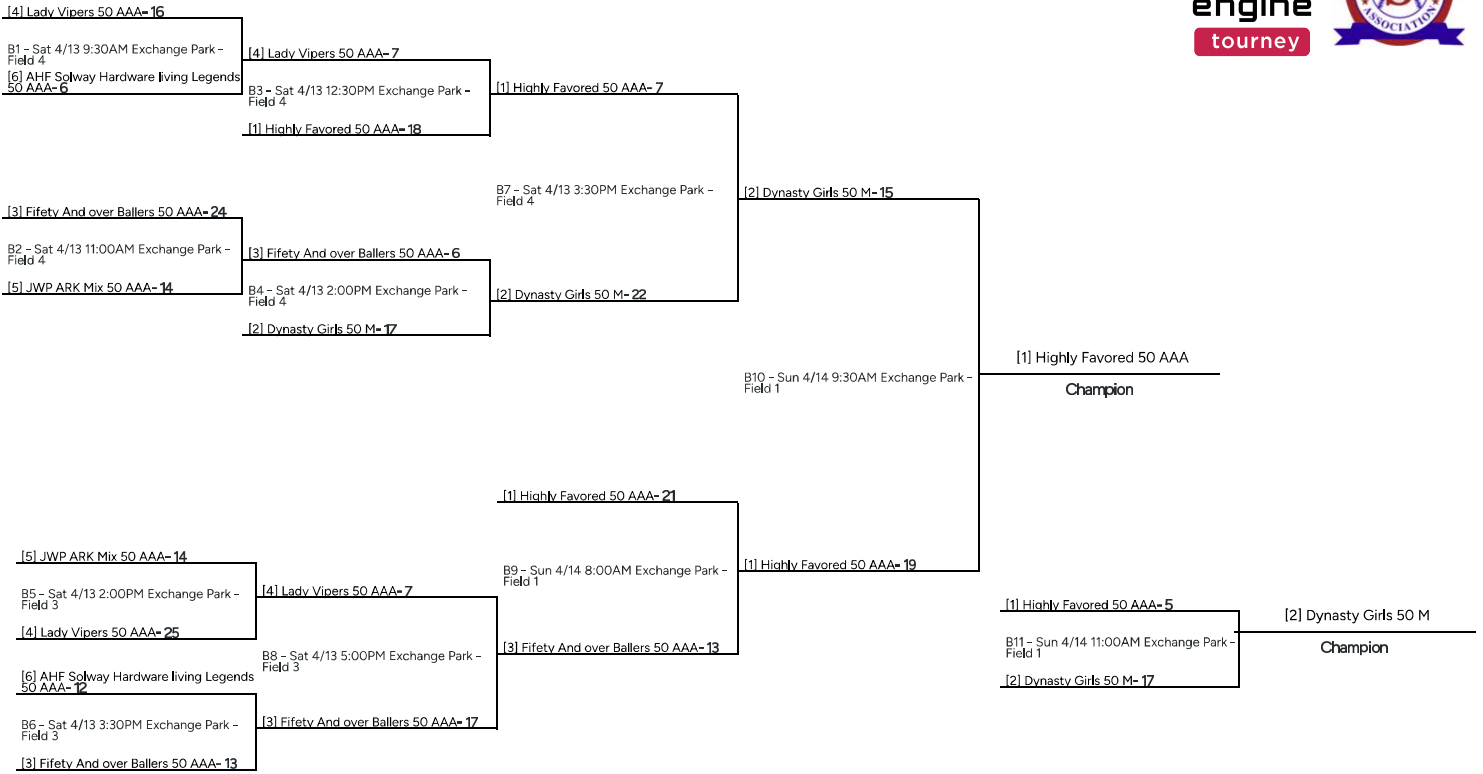 [4] Lady Vipers 50 AAA-16
B1 - Sat 4/13 9:30AM Exchange Park -
Field 4
[6] AHF Solway Hardware living Legends
50 AAA-6
[4] Lady Vipers 50 AAA-7
B3 - Sat 4/13 12:30PM Exchange Park -
Field 4
[1] Highly Favored 50 AAA-18
[1] Highly Favored 50 AAA-7
B7 - Sat 4/13 3:30PM Exchange Park -
Field 4
[3] Fifety And over Ballers 50 AAA-24
B2 - Sat 4/13 11:00AM Exchange Park -
Field 4
[5] JWP ARK Mix 50 AAA-14
[3] Fifety And over Ballers 50 AAA-6
B4 - Sat 4/13 2:00PM Exchange Park -
Field 4
[2] Dynasty Girls 50 M-17
[2] Dynasty Girls 50 M-22
[2] Dynasty Girls 50 M-15
B10 - Sun 4/14 9:30AM Exchange Park -
Field 1
[1] Highly Favored 50 AAA
Champion
[1] Highly Favored 50 AAA-21
B9 - Sun 4/14 8:00AM Exchange Park -
Field 1
[1] Highly Favored 50 AAA-19
[5] JWP ARK Mix 50 AAA-14
B5 - Sat 4/13 2:00PM Exchange Park -
Field 3
[4] Lady Vipers 50 AAA-25
[4] Lady Vipers 50 AAA-7
B8 - Sat 4/13 5:00PM Exchange Park -
Field 3
[3] Fifety And over Ballers 50 AAA-13
[6] AHF Solway Hardware living Legends
50 AAA-12
B6 - Sat 4/13 3:30PM Exchange Park -
Field 3
[3] Fifety And over Ballers 50 AAA-13
[3] Fifety And over Ballers 50 AAA-17
[1] Highly Favored 50 AAA-5
B11 - Sun 4/14 11:00AM Exchange Park -
Field 1
[2] Dynasty Girls 50 M-17
[2] Dynasty Girls 50 M
Champion
engine
tourney
ASSOCIATION